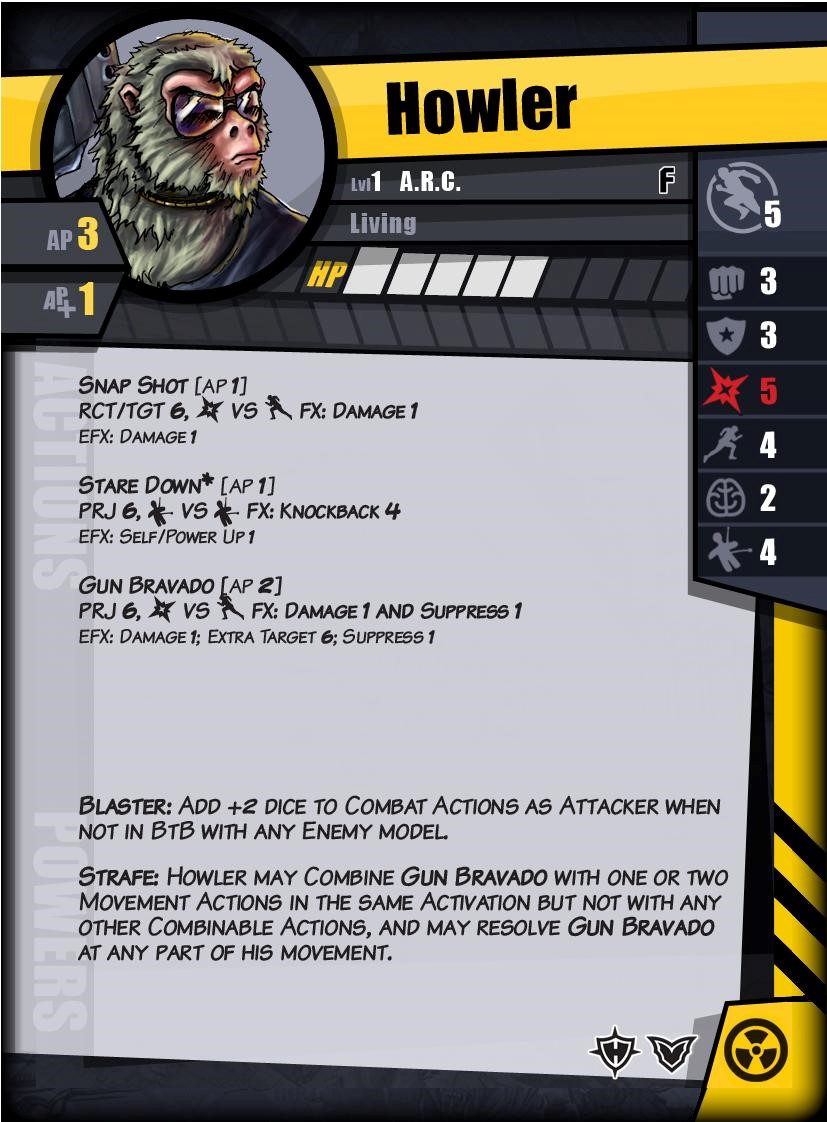 Howler
Lvl1 A.R.C. F
Living
AP 3
HP
AP+ 1
5
3
3
5
4
2
4
ACTIONS
SNAP SHOT [AP 1]
RCT/TGT 6, VS FX: DAMAGE 1
EFX: DAMAGE 1
STARE DOWN* [AP 1]
PRJ 6, VS FX: KNOCKBACK 4
EFX: SELF/POWER UP 1
GUN BRAVADO [AP 2]
PRJ 6, VS FX: DAMAGE 1 AND SUPPRESS 1
EFX: DAMAGE 1; EXTRA TARGET 6; SUPPRESS 1
POWERS
BLASTER: ADD +2 DICE TO COMBAT ACTIONS AS ATTACKER WHEN
NOT IN BTB WITH ANY ENEMY MODEL.
STRAFE: HOWLER MAY COMBINE GUN BRAVADO WITH ONE OR TWO
MOVEMENT ACTIONS IN THE SAME ACTIVATION BUT NOT WITH ANY
OTHER COMBINABLE ACTIONS, AND MAY RESOLVE GUN BRAVADO
AT ANY PART OF HIS MOVEMENT.
H